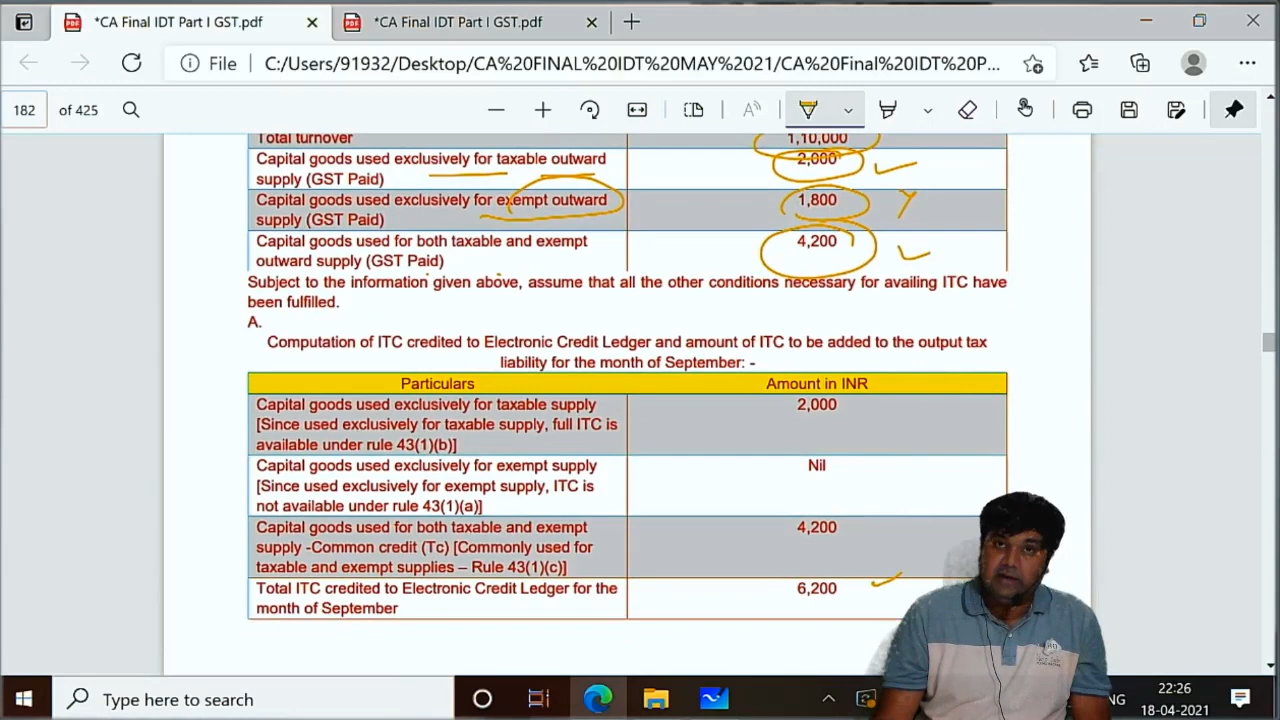 *CA Final IDT Part I GST.pdf
*CA Final IDT Part I GST.pdf
File C:/Users/91932/Desktop/CA%20FINAL%20IDT%20MAY%2021/CA%20Final%20IDT%20P...
182 of 425
Total turnover 1,10,000
Capital goods used exclusively for taxable outward 2,000
supply (GST Paid)
Capital goods used exclusively for exempt outward 1,800
supply (GST Paid)
Capital goods used for both taxable and exempt 4,200
outward supply (GST Paid)
Subject to the information given above, assume that all the other conditions necessary for availing ITC have
been fulfilled.
A.
Computation of ITC credited to Electronic Credit Ledger and amount of ITC to be added to the output tax
liability for the month of September: -
Particulars Amount in INR
Capital goods used exclusively for taxable supply 2,000
[Since used exclusively for taxable supply, full ITC is
available under rule 43(1)(b)]
Capital goods used exclusively for exempt supply Nil
[Since used exclusively for exempt supply, ITC is
not available under rule 43(1)(a)]
Capital goods used for both taxable and exempt 4,200
supply -Common credit (Tc) [Commonly used for
taxable and exempt supplies – Rule 43(1)(c)]
Total ITC credited to Electronic Credit Ledger for the 6,200
month of September
Type here to search
NG
22:26
18-04-2021